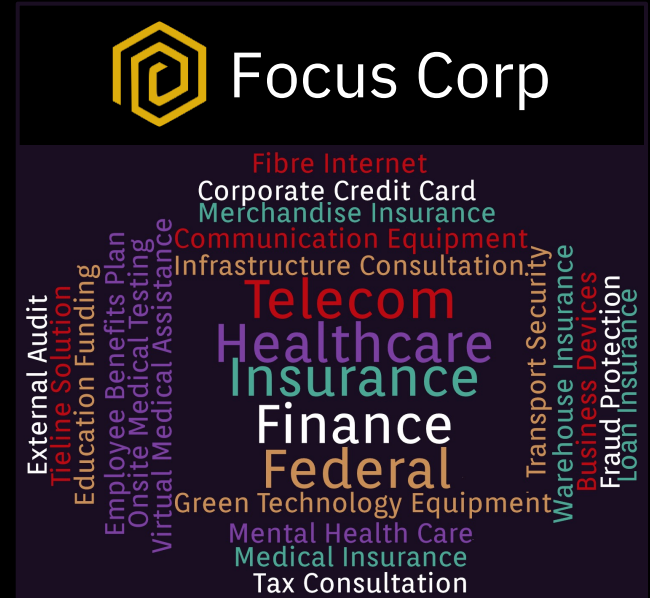 Focus Corp
Fibre Internet
Corporate Credit Card
Merchandise Insurance
Communication Equipment
Infrastructure Consultation
Telecom
Healthcare
Insurance
Finance
Federal
Green Technology Equipment
Mental Health Care
Medical Insurance
Tax Consultation
External Audit
Tieline Solution
Education Funding
Employee Benefits Plan
Onsite Medical Testing
Virtual Medical Assistance
Transport Security
Warehouse Insurance
Business Devices
Fraud Protection
Loan Insurance